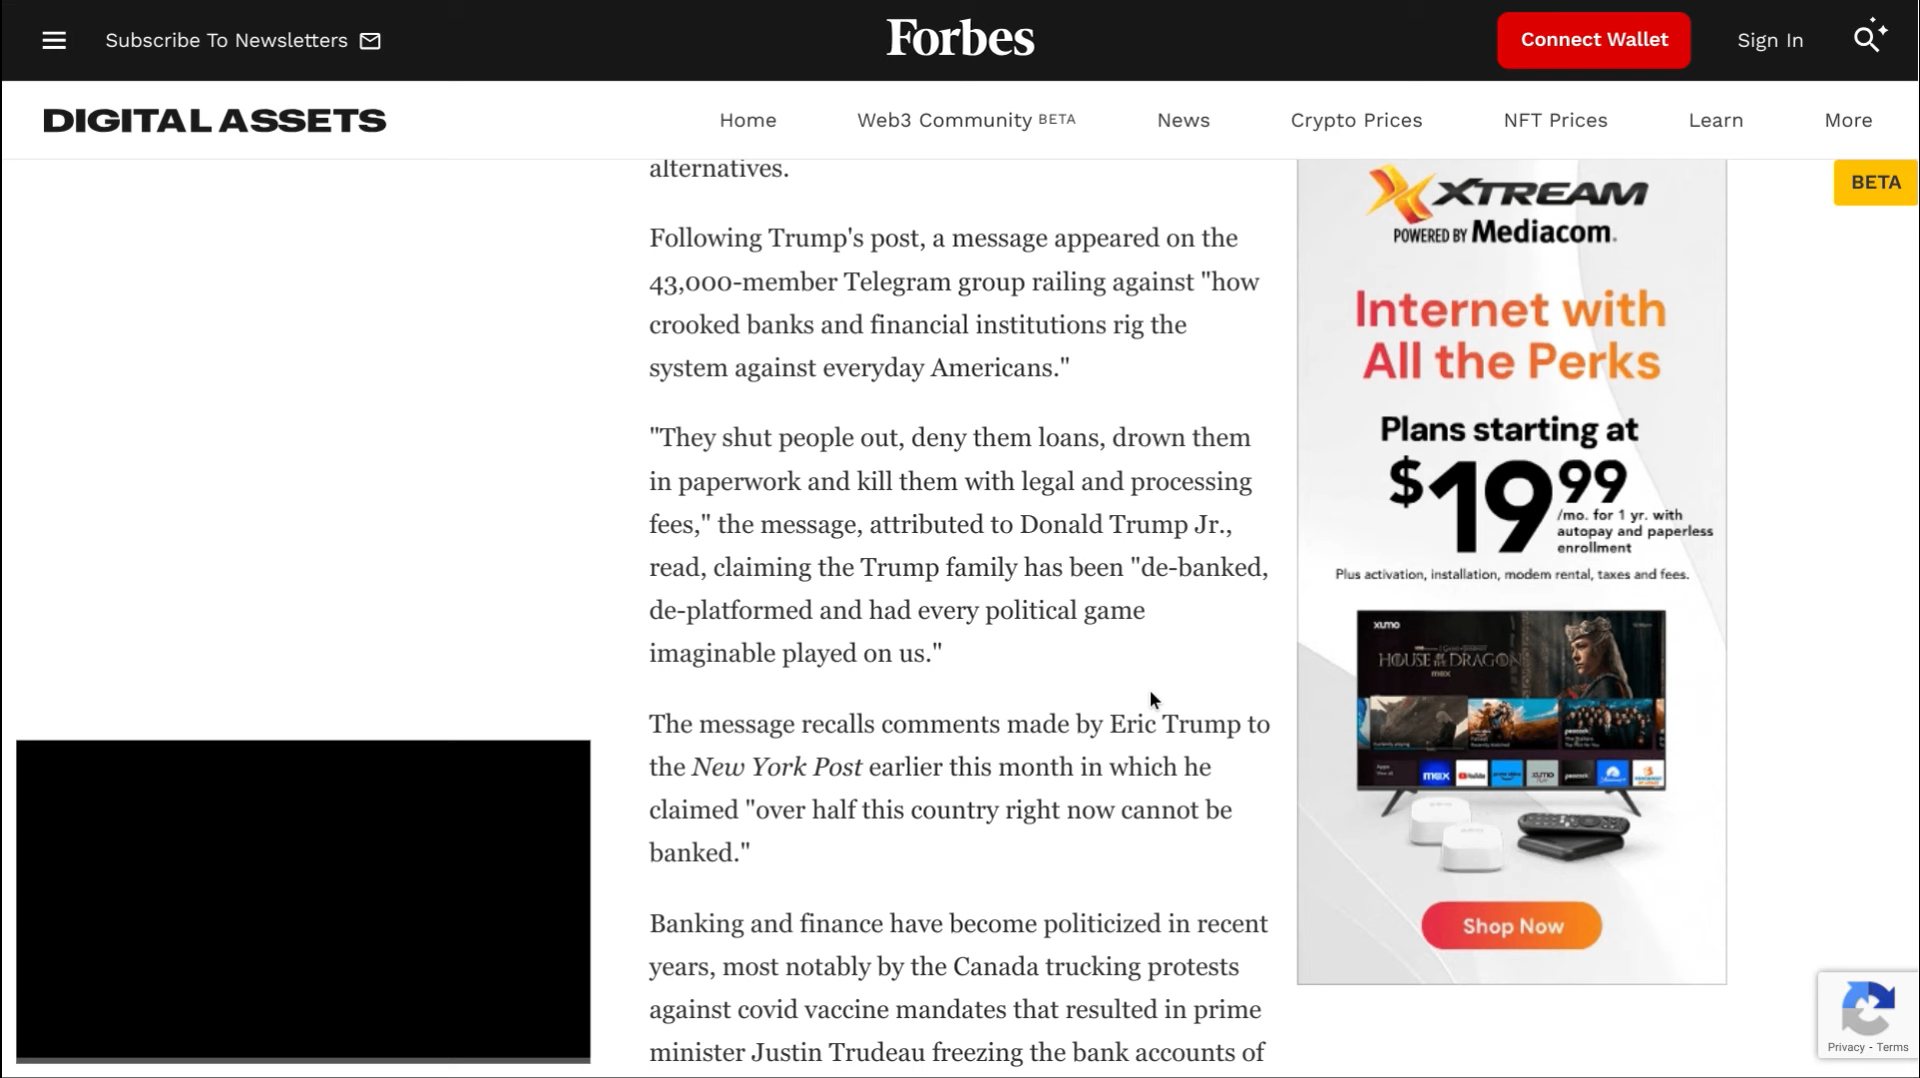 Subscribe To Newsletters
Forbes
Connect Wallet
Sign In
DIGITAL ASSETS
Home
Web3 Community BETA
News
Crypto Prices
NFT Prices
Learn
More
BETA
alternatives.
Following Trump's post, a message appeared on the
43,000-member Telegram group railing against "how
crooked banks and financial institutions rig the
system against everyday Americans."
"They shut people out, deny them loans, drown them
in paperwork and kill them with legal and processing
fees," the message, attributed to Donald Trump Jr.,
read, claiming the Trump family has been "de-banked,
de-platformed and had every political game
imaginable played on us."
The message recalls comments made by Eric Trump to
the New York Post earlier this month in which he
claimed "over half this country right now cannot be
banked."
Banking and finance have become politicized in recent
years, most notably by the Canada trucking protests
against covid vaccine mandates that resulted in prime
minister Justin Trudeau freezing the bank accounts of
XTREAM
POWERED BY Mediacom
Internet with
All the Perks
Plans starting at
$19 99
/mo. for 1 yr. with
autopay and paperless
enrollment
Plus activation, installation, modem rental, taxes and fees.
xumo
HOUSE OF THE DRAGON
max
max
YouTube
peacock
Shop Now
Privacy - Terms